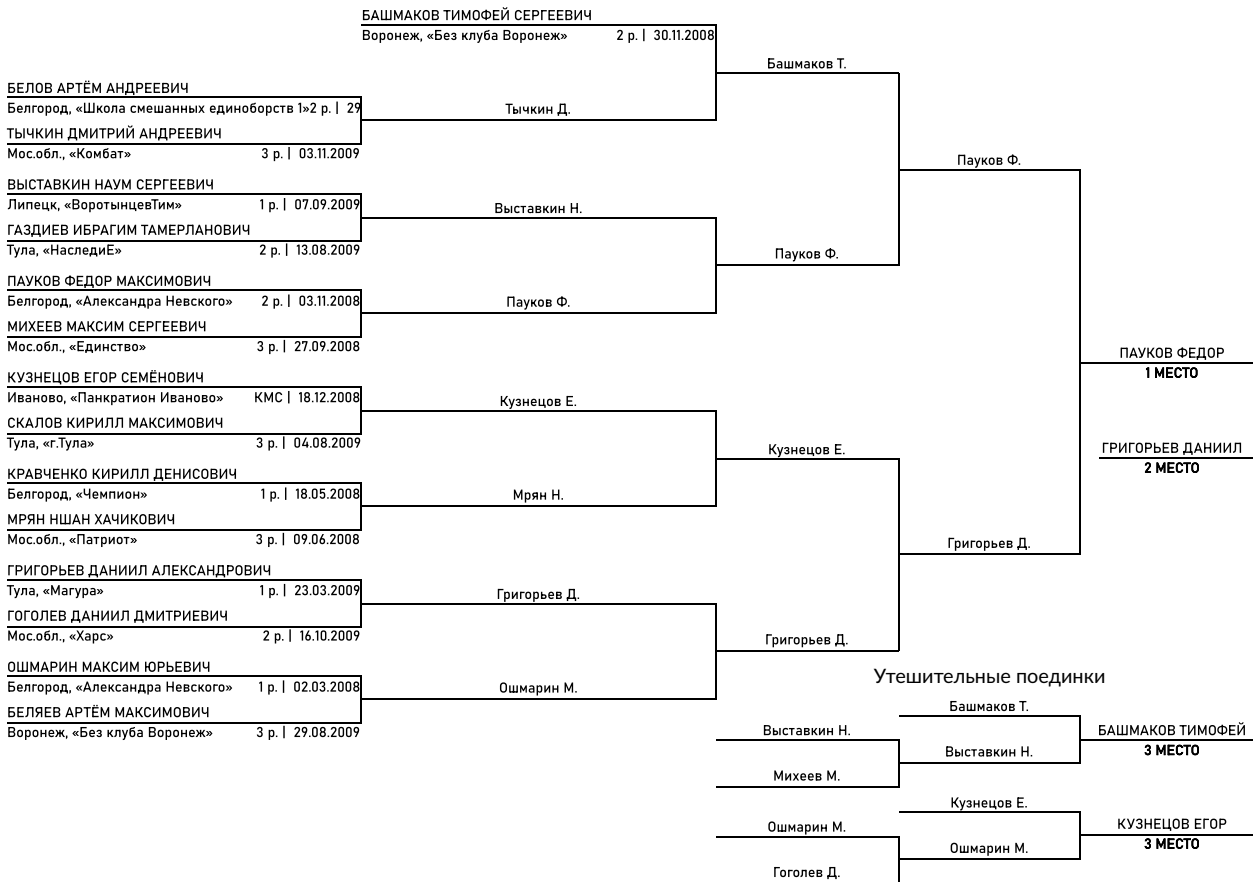 БАШМАКОВ ТИМОФЕЙ СЕРГЕЕВИЧ
Воронеж, «Без клуба Воронеж» 2 р. | 30.11.2008
БЕЛОВ АРТЁМ АНДРЕЕВИЧ
Белгород, «Школа смешанных единоборств 1»2 р. | 29
ТЫЧКИН ДМИТРИЙ АНДРЕЕВИЧ
Мос.обл., «Комбат» 3 р. | 03.11.2009
ВЫСТАВКИН НАУМ СЕРГЕЕВИЧ
Липецк, «ВоротынцевТим» 1 р. | 07.09.2009
ГАЗДИЕВ ИБРАГИМ ТАМЕРЛАНОВИЧ
Тула, «НаследиЕ» 2 р. | 13.08.2009
ПАУКОВ ФЕДОР МАКСИМОВИЧ
Белгород, «Александра Невского» 2 р. | 03.11.2008
МИХЕЕВ МАКСИМ СЕРГЕЕВИЧ
Мос.обл., «Единство» 3 р. | 27.09.2008
КУЗНЕЦОВ ЕГОР СЕМЁНОВИЧ
Иваново, «Панкратион Иваново» КМС | 18.12.2008
СКАЛОВ КИРИЛЛ МАКСИМОВИЧ
Тула, «г.Тула» 3 р. | 04.08.2009
КРАВЧЕНКО КИРИЛЛ ДЕНИСОВИЧ
Белгород, «Чемпион» 1 р. | 18.05.2008
МРЯН НШАН ХАЧИКОВИЧ
Мос.обл., «Патриот» 3 р. | 09.06.2008
ГРИГОРЬЕВ ДАНИИЛ АЛЕКСАНДРОВИЧ
Тула, «Магура» 1 р. | 23.03.2009
ГОГОЛЕВ ДАНИИЛ ДМИТРИЕВИЧ
Мос.обл., «Харс» 2 р. | 16.10.2009
ОШМАРИН МАКСИМ ЮРЬЕВИЧ
Белгород, «Александра Невского» 1 р. | 02.03.2008
БЕЛЯЕВ АРТЁМ МАКСИМОВИЧ
Воронеж, «Без клуба Воронеж» 3 р. | 29.08.2009
Тычкин Д.
Выставкин Н.
Пауков Ф.
Кузнецов Е.
Мрян Н.
Григорьев Д.
Ошмарин М.
Башмаков Т.
Пауков Ф.
Кузнецов Е.
Григорьев Д.
Пауков Ф.
Григорьев Д.
ПАУКОВ ФЕДОР
1 МЕСТО
ГРИГОРЬЕВ ДАНИИЛ
2 МЕСТО
Утешительные поединки
Выставкин Н.
Михеев М.
Башмаков Т.
Выставкин Н.
БАШМАКОВ ТИМОФЕЙ
3 МЕСТО
Ошмарин М.
Гоголев Д.
Кузнецов Е.
Ошмарин М.
КУЗНЕЦОВ ЕГОР
3 МЕСТО